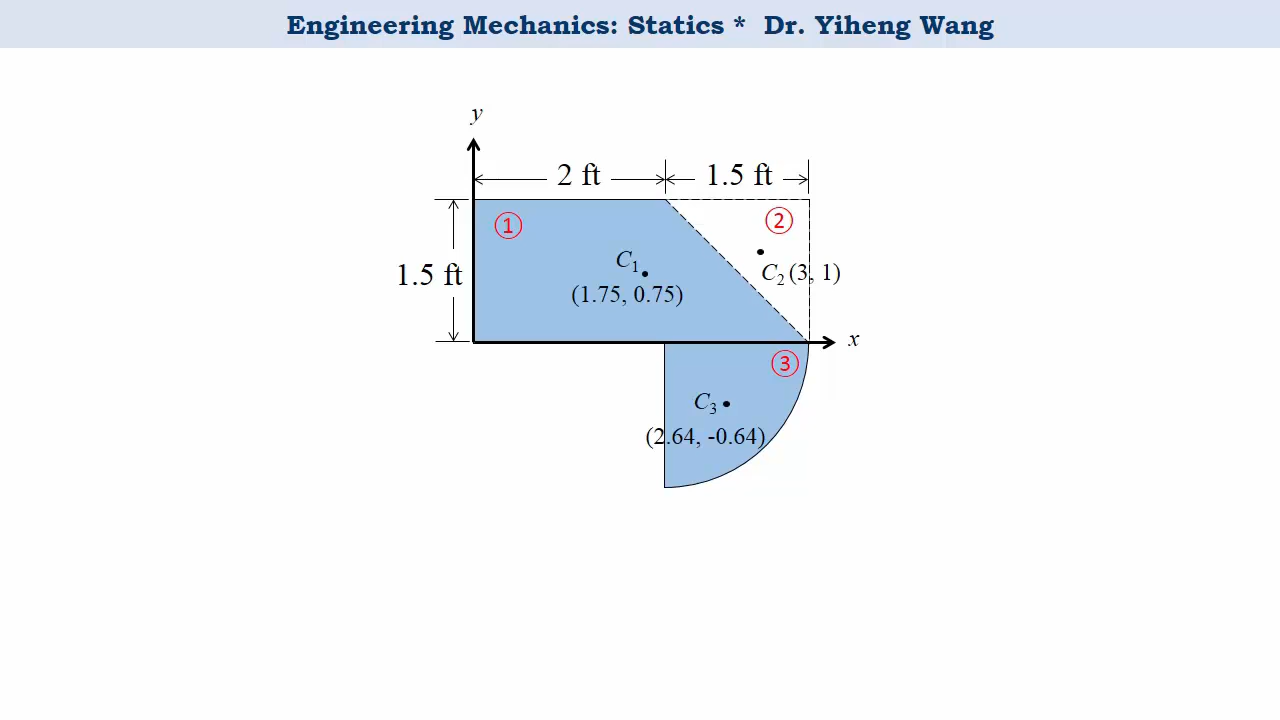 Engineering Mechanics: Statics * Dr. Yiheng Wang
y
2 ft
1.5 ft
①
②
C1
C2 (3, 1)
1.5 ft
(1.75, 0.75)
x
③
C3
(2.64, -0.64)